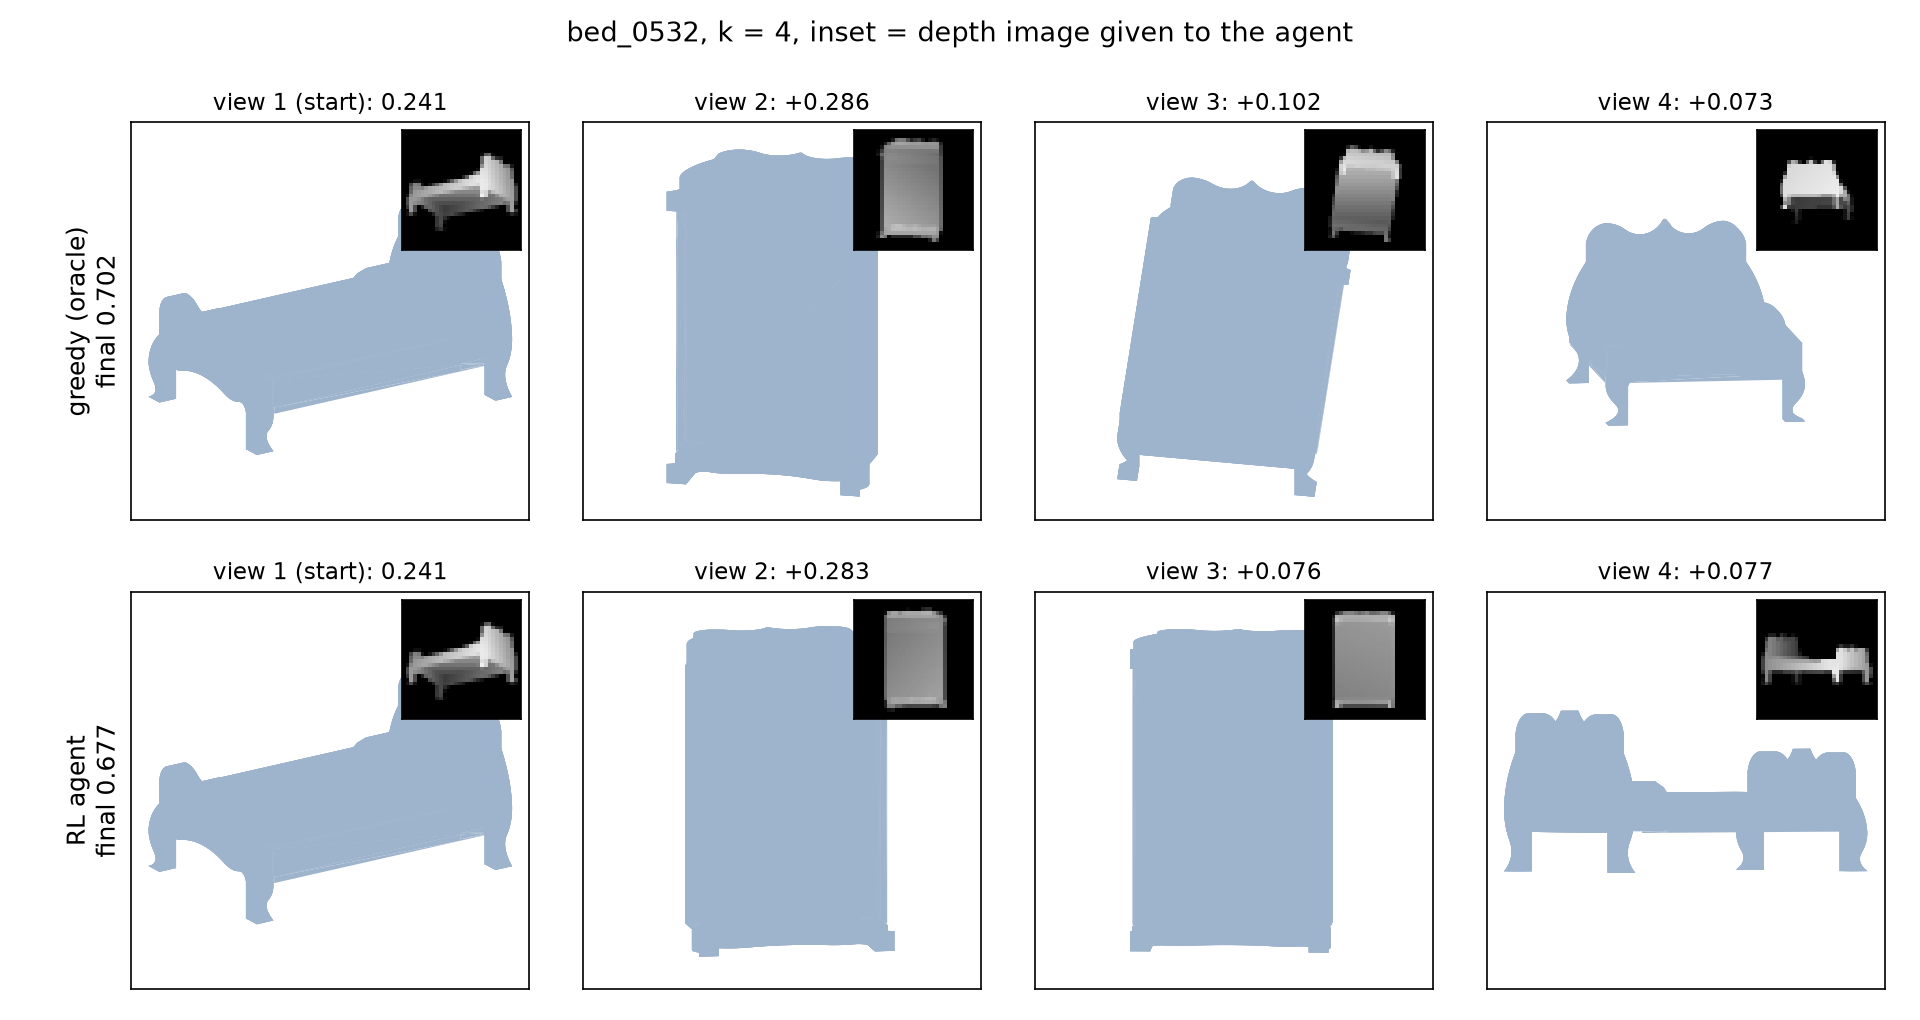 bed_0532, k = 4, inset = depth image given to the agent
view 1 (start): 0.241
view 2: +0.286
view 3: +0.102
view 4: +0.073
greedy (oracle)
final 0.702
view 1 (start): 0.241
view 2: +0.283
view 3: +0.076
view 4: +0.077
RL agent
final 0.677